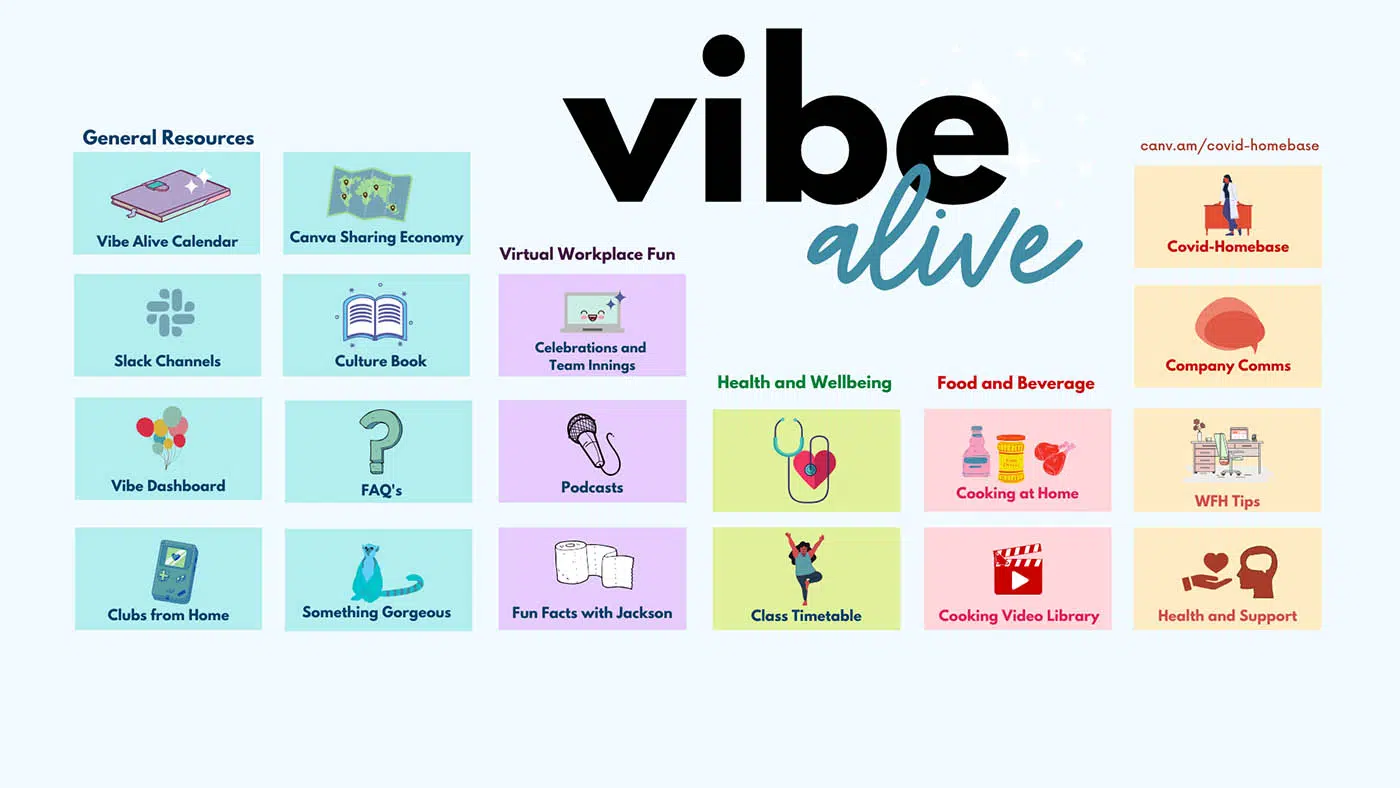 vibe
alive
General Resources
Vibe Alive Calendar
Canva Sharing Economy
Slack Channels
Culture Book
Vibe Dashboard
FAQ's
Clubs from Home
Something Gorgeous
Virtual Workplace Fun
Celebrations and
Team Innings
Podcasts
Fun Facts with Jackson
Health and Wellbeing
Class Timetable
Food and Beverage
Cooking at Home
Cooking Video Library
canv.am/covid-homebase
Covid-Homebase
Company Comms
WFH Tips
Health and Support